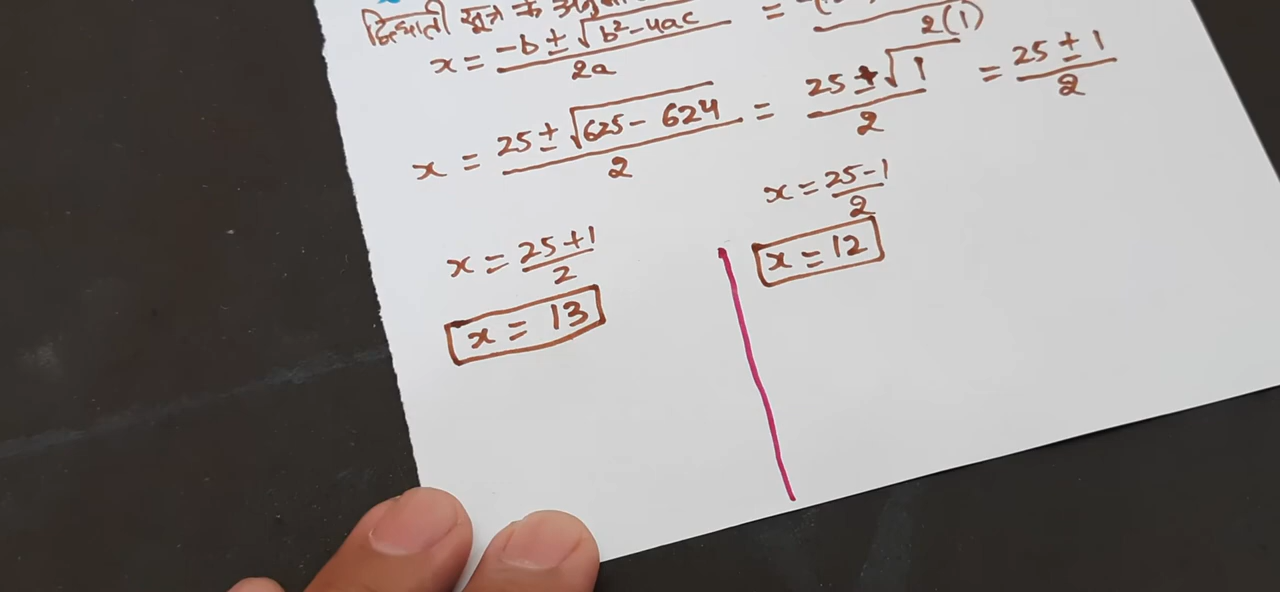 द्विघाती सूत्र के
x = (-b ± √(b²-4ac))/2a = /2(1)
x = (25 ± √(625 - 624))/2 = (25 ± √1)/2 = (25 ± 1)/2
x = (25+1)/2
x = 13
x = (25-1)/2
x = 12